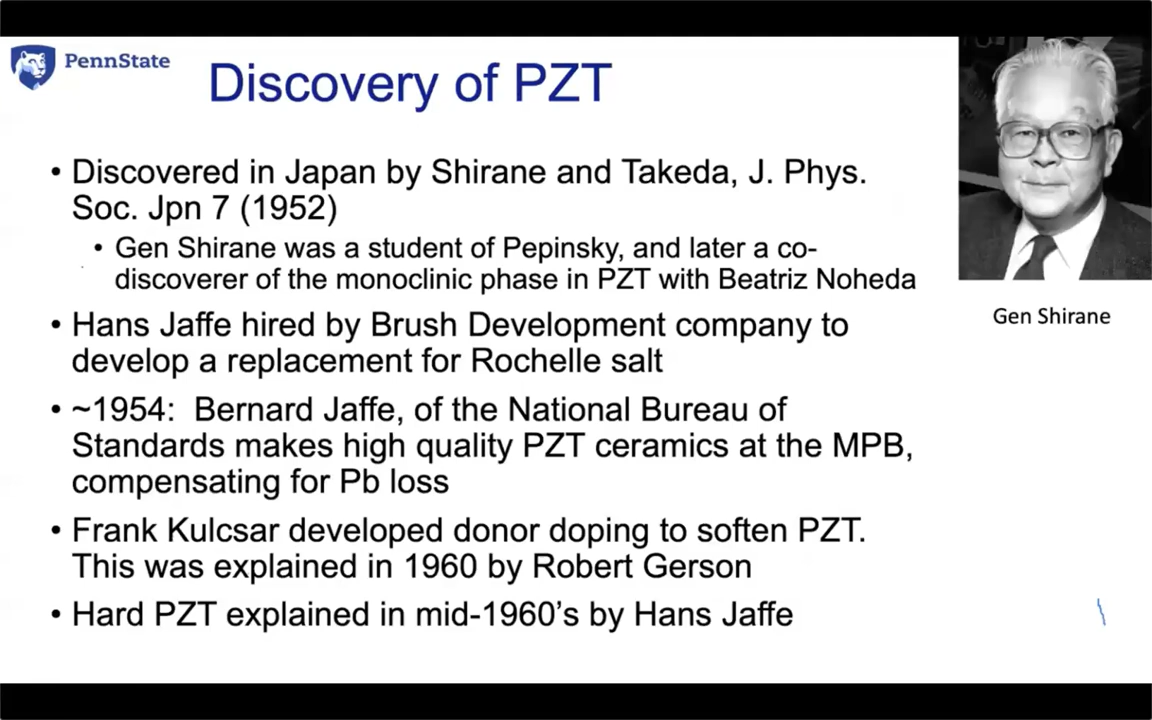 PennState
Discovery of PZT
• Discovered in Japan by Shirane and Takeda, J. Phys.
Soc. Jpn 7 (1952)
• Gen Shirane was a student of Pepinsky, and later a co-
discoverer of the monoclinic phase in PZT with Beatriz Noheda
• Hans Jaffe hired by Brush Development company to
develop a replacement for Rochelle salt
• ~1954: Bernard Jaffe, of the National Bureau of
Standards makes high quality PZT ceramics at the MPB,
compensating for Pb loss
• Frank Kulcsar developed donor doping to soften PZT.
This was explained in 1960 by Robert Gerson
• Hard PZT explained in mid-1960's by Hans Jaffe
Gen Shirane